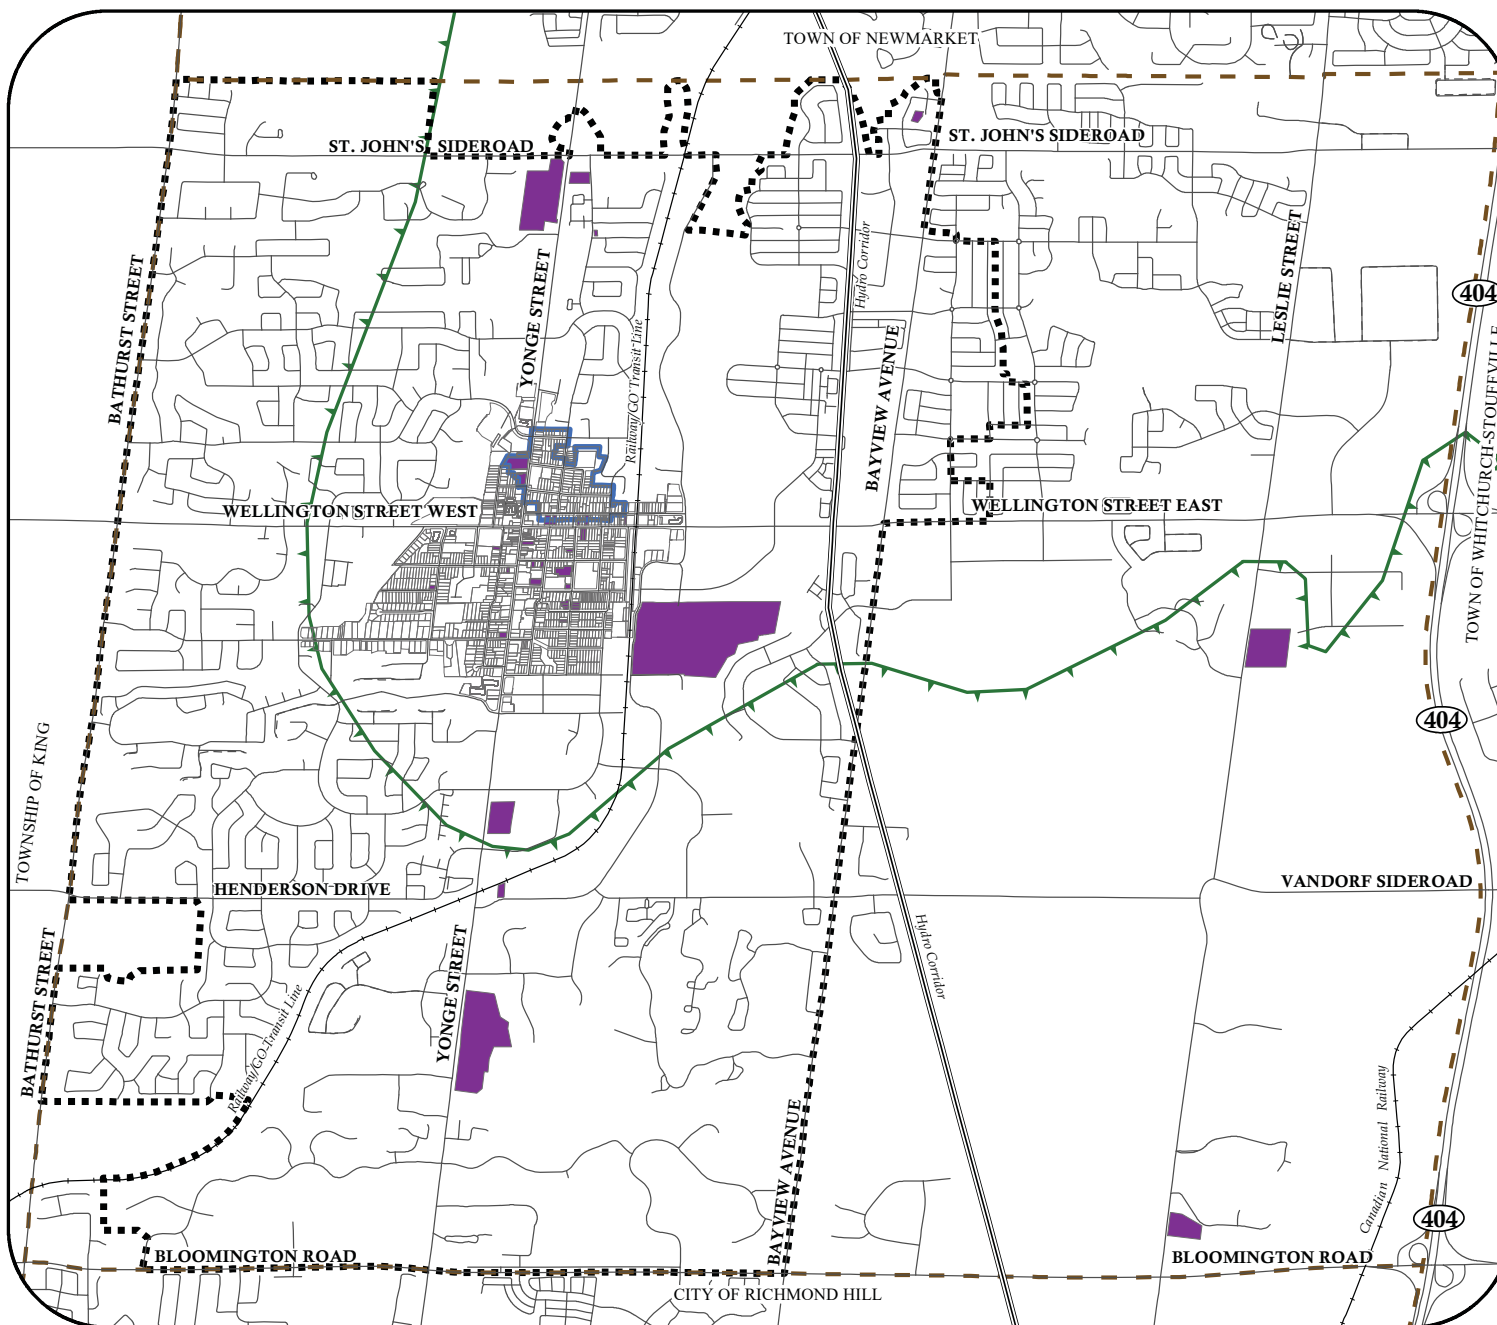 TOWN OF NEWMARKET
ST. JOHN'S SIDEROAD
ST. JOHN'S SIDEROAD
BATHURST STREET
YONGE STREET
Railway/GO Transit Line
Hydro Corridor
BAYVIEW AVENUE
LESLIE STREET
404
TOWN OF WHITCHURCH-STOUFFVILLE
WELLINGTON STREET WEST
WELLINGTON STREET EAST
404
TOWNSHIP OF KING
HENDERSON DRIVE
VANDORF SIDEROAD
BATHURST STREET
YONGE STREET
Railway/GO-Transit Line
Hydro Corridor
BAYVIEW AVENUE
Canadian National Railway
404
BLOOMINGTON ROAD
BLOOMINGTON ROAD
CITY OF RICHMOND HILL